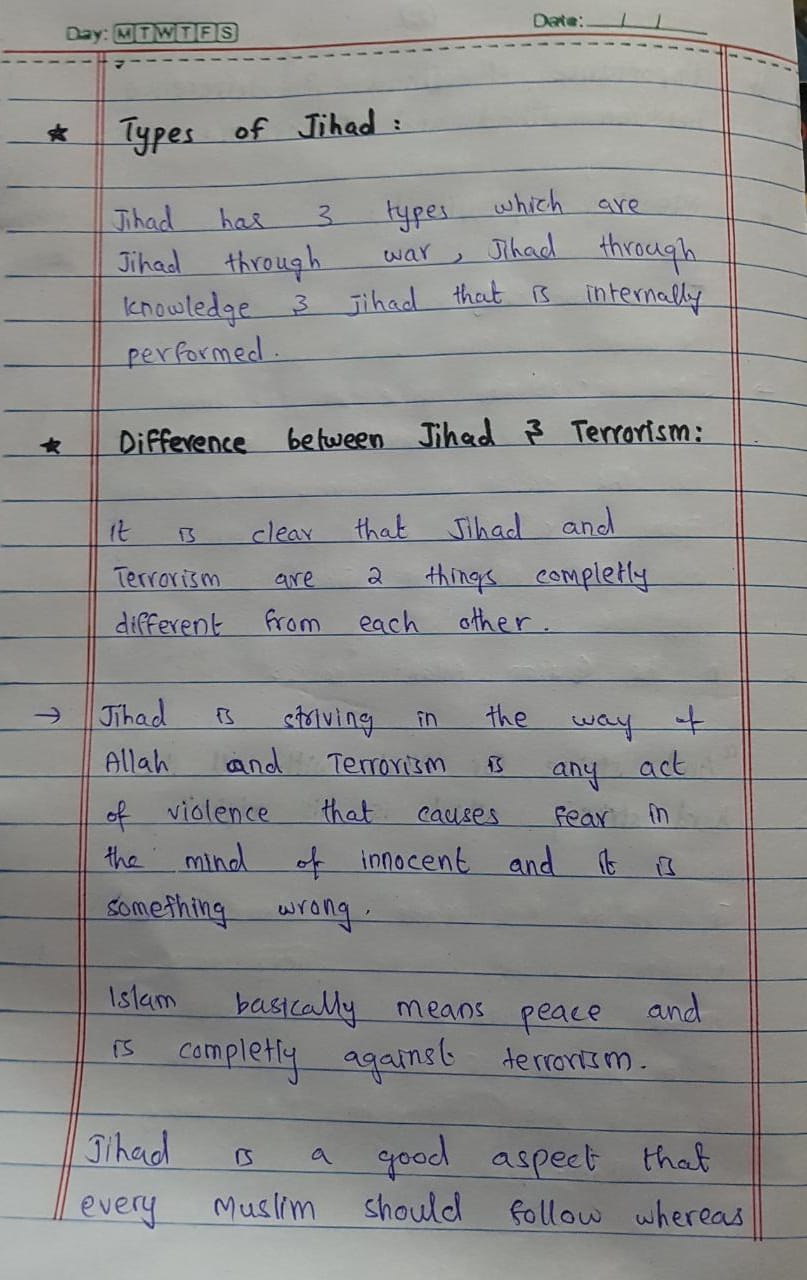 Day: M T W T F S
Date: __/__/__
★ Types of Jihad :
Jihad has 3 types which are
Jihad through war , Jihad through
knowledge & Jihad that is internally
performed.
★ Difference between Jihad & Terrorism:
It is clear that Jihad and
Terrorism are 2 things completly
different from each other.
→ Jihad is striving in the way of
Allah and Terrorism is any act
of violence that causes fear in
the mind of innocent and it is
something wrong.
Islam basically means peace and
is completly against terrorism.
Jihad is a good aspect that
every Muslim should follow whereas